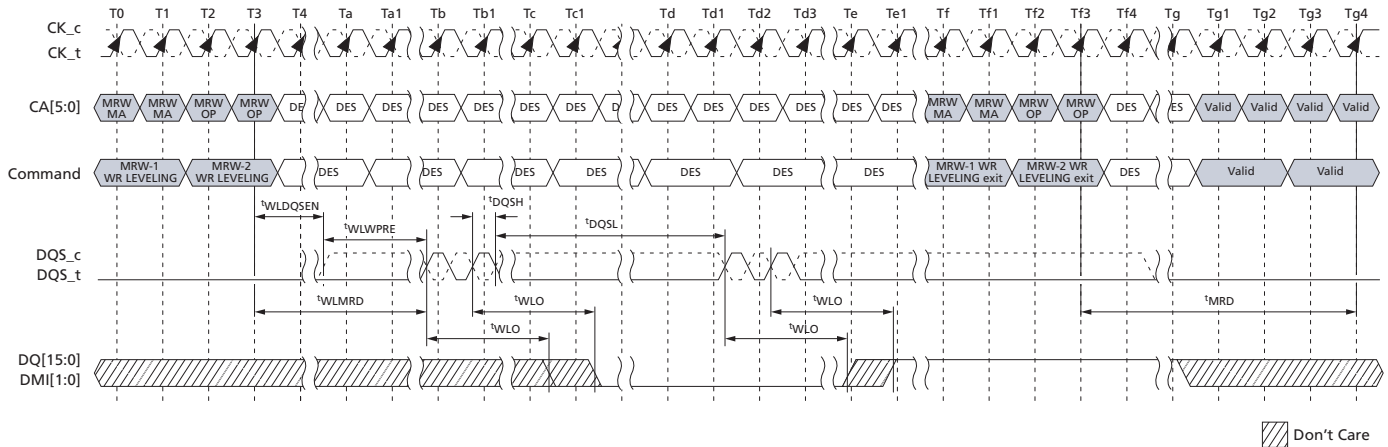 T0 T1 T2 T3 T4 Ta Ta1 Tb Tb1 Tc Tc1 Td Td1 Td2 Td3 Te Te1 Tf Tf1 Tf2 Tf3 Tf4 Tg Tg1 Tg2 Tg3 Tg4
CK_c
CK_t
CA[5:0]
MRW MRW MRW MRW DES DES DES DES DES DES DES DES DES DES DES DES DES MRW MRW MRW MRW DES ES Valid Valid Valid Valid
MA MA OP OP MA MA OP OP
Command
MRW-1 MRW-2 DES DES DES DES DES DES DES DES DES MRW-1 WR MRW-2 WR DES Valid Valid
WR LEVELING WR LEVELING LEVELING exit LEVELING exit
tWLDQSEN tDQSH
tWLWPRE tDQSL
DQS_c
DQS_t
tWLMRD tWLO tWLO tMRD
tWLO tWLO
DQ[15:0]
DMI[1:0]
Don't Care